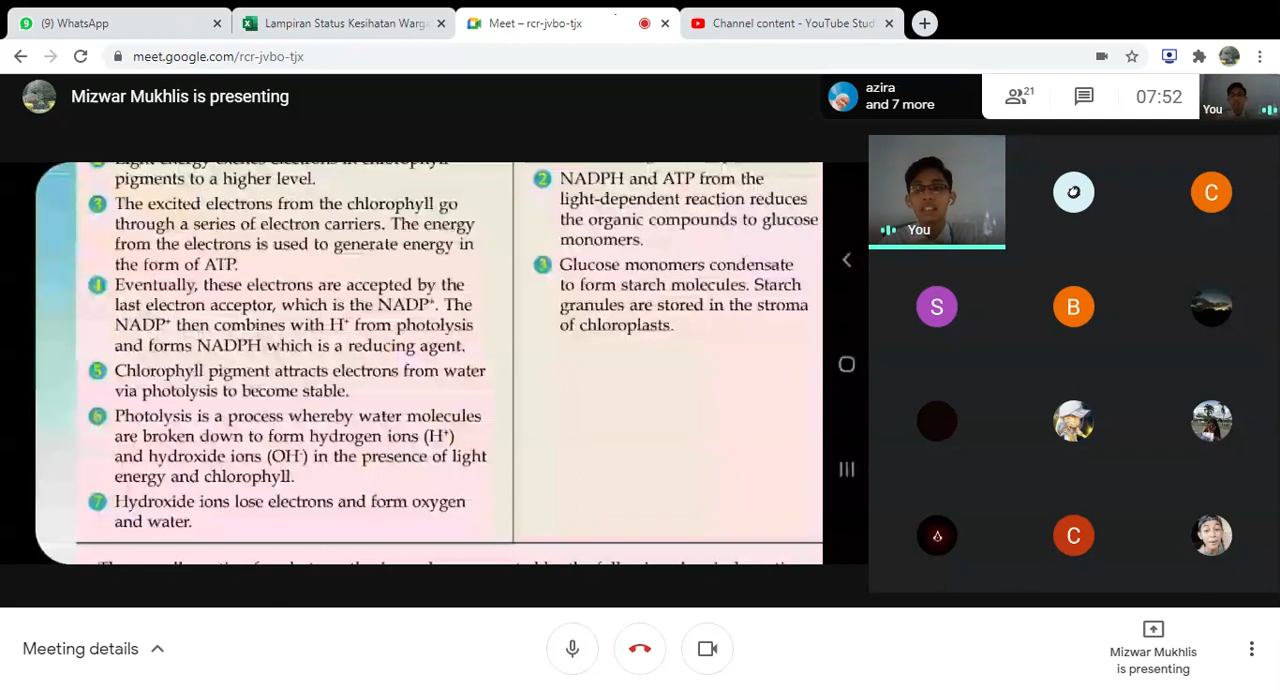 (9) WhatsApp
Lampiran Status Kesihatan Warga
Meet – rcr-jvbo-tjx
Channel content - YouTube Stud
meet.google.com/rcr-jvbo-tjx
Mizwar Mukhlis is presenting
azira
and 7 more
21
07:52
You
Light energy excites electrons in chlorophyll
pigments to a higher level.
3 The excited electrons from the chlorophyll go
through a series of electron carriers. The energy
from the electrons is used to generate energy in
the form of ATP.
4 Eventually, these electrons are accepted by the
last electron acceptor, which is the NADP⁺. The
NADP⁺ then combines with H⁺ from photolysis
and forms NADPH which is a reducing agent.
5 Chlorophyll pigment attracts electrons from water
via photolysis to become stable.
6 Photolysis is a process whereby water molecules
are broken down to form hydrogen ions (H⁺)
and hydroxide ions (OH⁻) in the presence of light
energy and chlorophyll.
7 Hydroxide ions lose electrons and form oxygen
and water.
2 NADPH and ATP from the
light-dependent reaction reduces
the organic compounds to glucose
monomers.
3 Glucose monomers condensate
to form starch molecules. Starch
granules are stored in the stroma
of chloroplasts.
You
C
S
B
C
Meeting details
Mizwar Mukhlis
is presenting